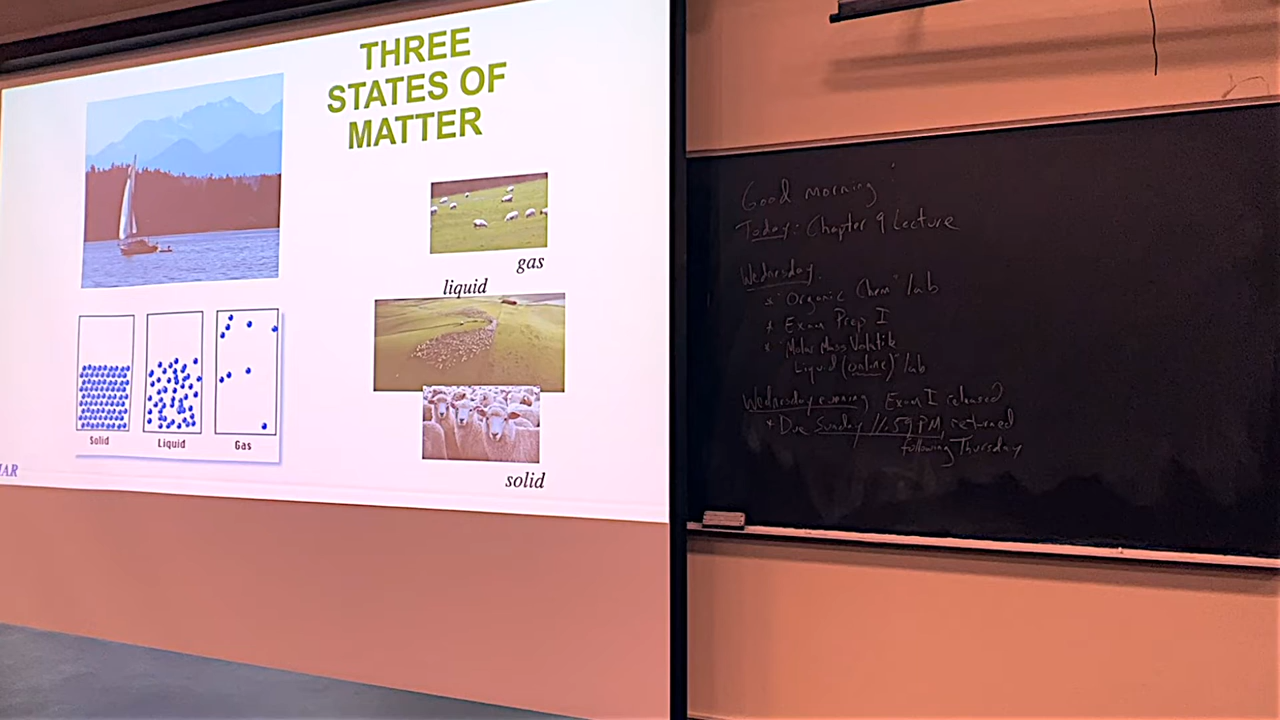 THREE
STATES OF
MATTER
gas
liquid
solid
Solid
Liquid
Gas
Good morning
Today: Chapter 9 Lecture
Wednesday:
* "Organic Chem" lab
* Exam Prep I
* "Molar Mass Volatile
Liquid (online)" lab
Wednesday evening Exam I released
* Due Sunday 11:59 PM, returned
following Thursday